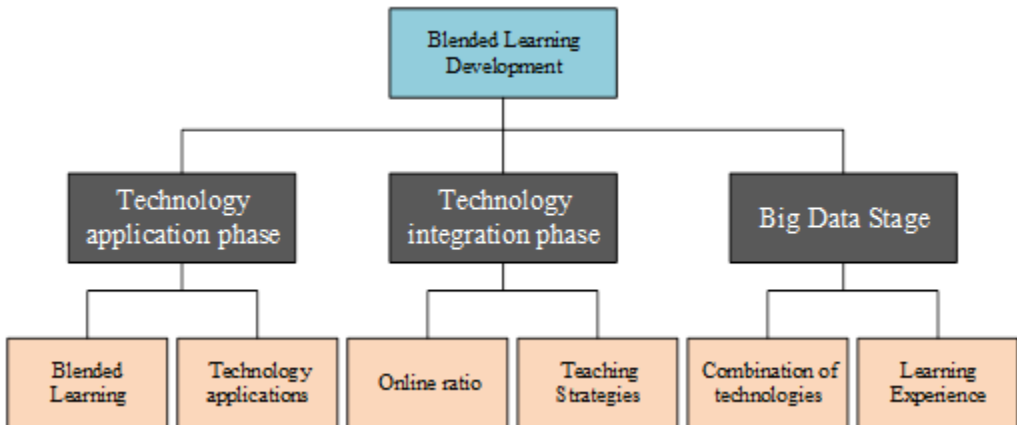 Blended Learning
Development
Technology
application phase
Technology
integration phase
Big Data Stage
Blended
Learning
Technology
applications
Online ratio
Teaching
Strategies
Combination of
technologies
Learning
Experience